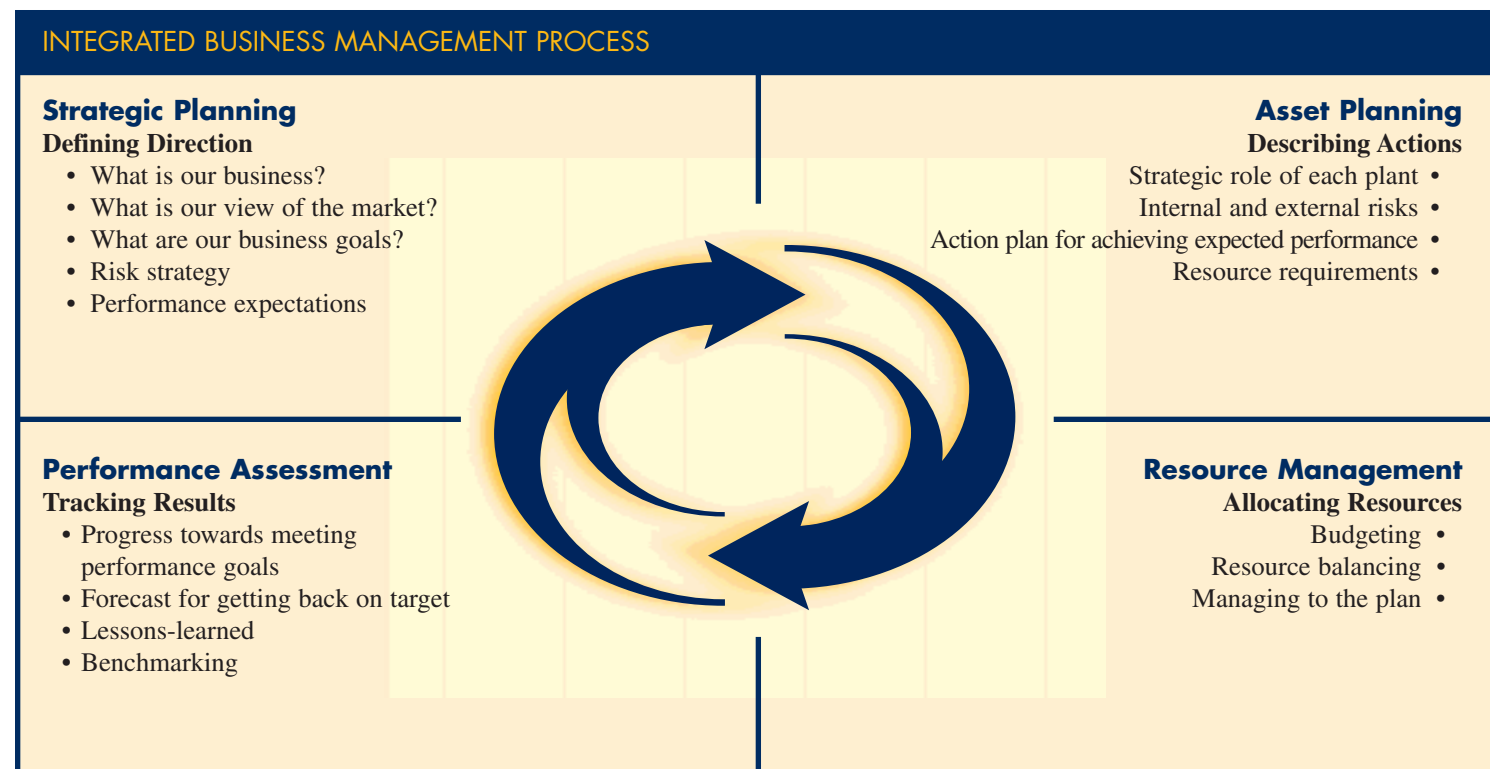 INTEGRATED BUSINESS MANAGEMENT PROCESS
Strategic Planning
Defining Direction
• What is our business?
• What is our view of the market?
• What are our business goals?
• Risk strategy
• Performance expectations
Asset Planning
Describing Actions
Strategic role of each plant •
Internal and external risks •
Action plan for achieving expected performance •
Resource requirements •
Performance Assessment
Tracking Results
• Progress towards meeting
performance goals
• Forecast for getting back on target
• Lessons-learned
• Benchmarking
Resource Management
Allocating Resources
Budgeting •
Resource balancing •
Managing to the plan •